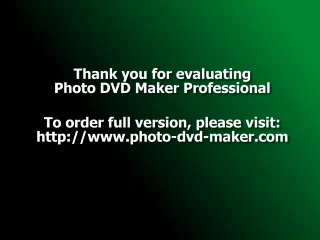 Thank you for evaluating
Photo DVD Maker Professional
To order full version, please visit:
http://www.photo-dvd-maker.com